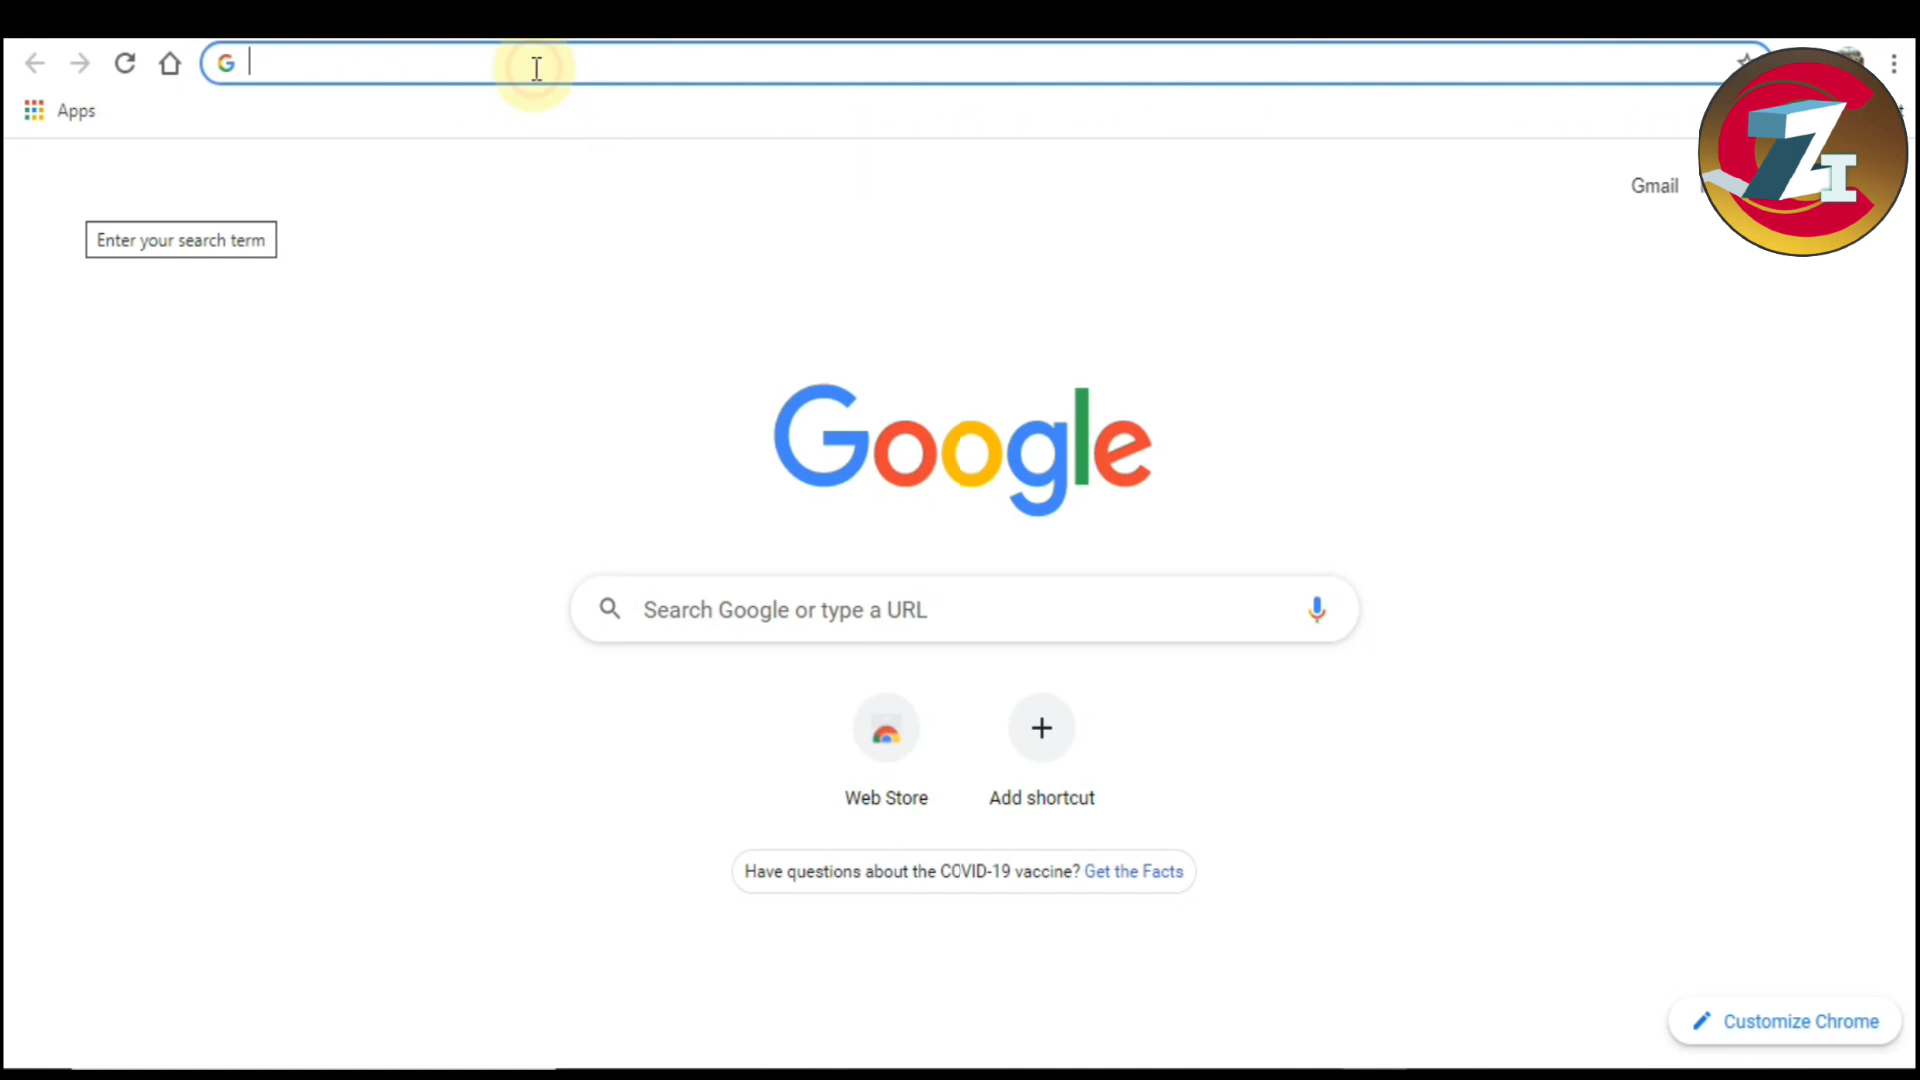 Apps
Gmail
Enter your search term
Google
Search Google or type a URL
Web Store
Add shortcut
Have questions about the COVID-19 vaccine? Get the Facts
Customize Chrome